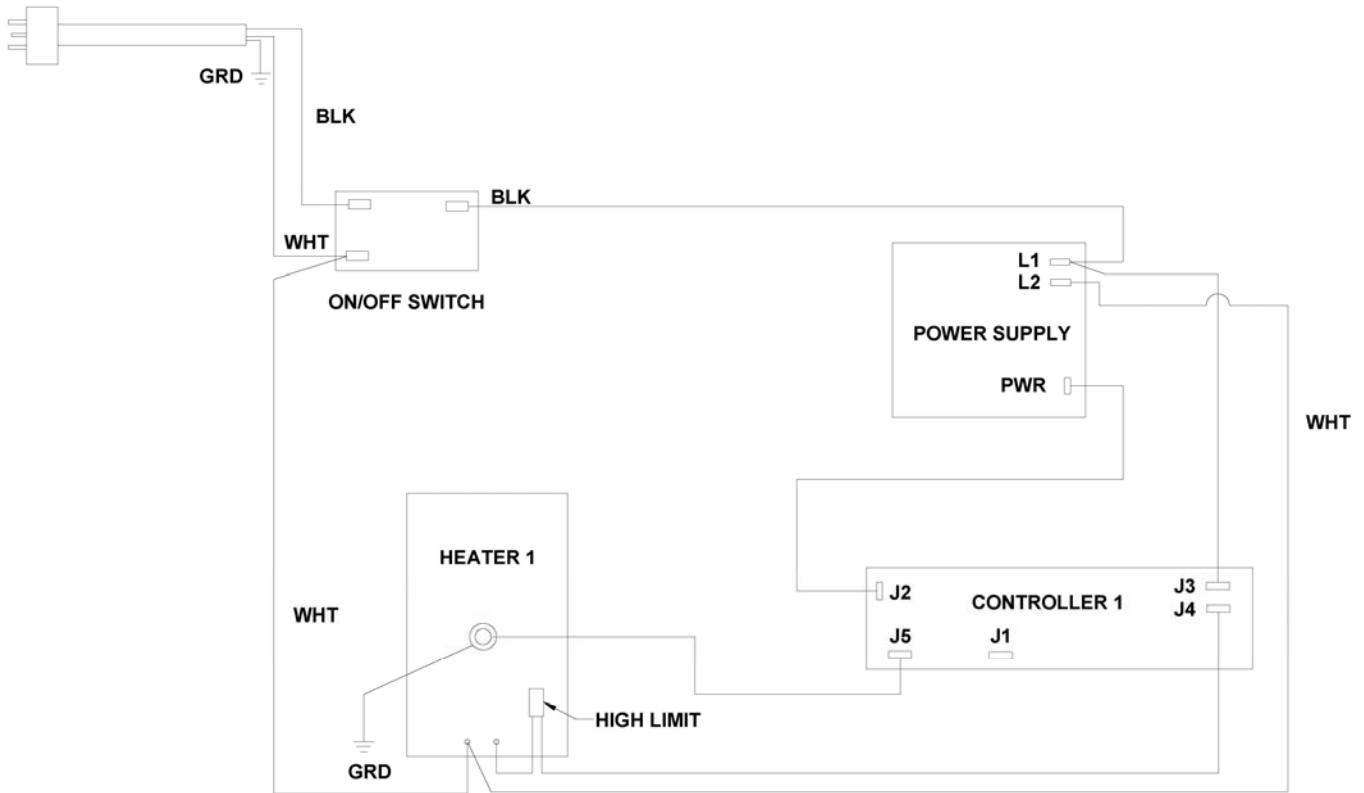 GRD
BLK
BLK
WHT
ON/OFF SWITCH
L1
L2
POWER SUPPLY
PWR
WHT
HEATER 1
J2
CONTROLLER 1
J3
J4
WHT
J5
J1
HIGH LIMIT
GRD